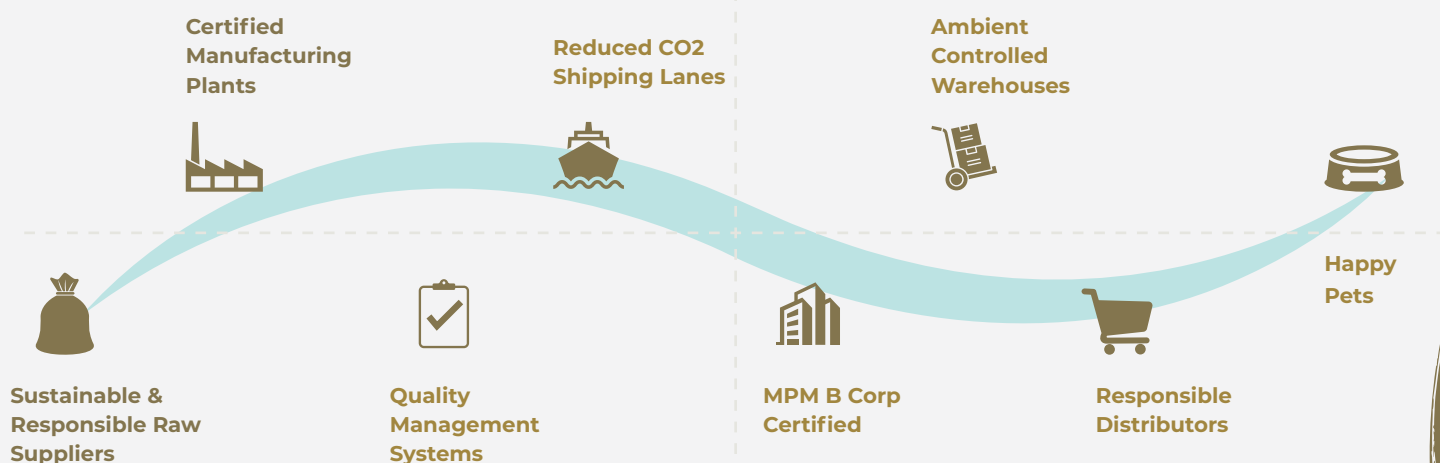 Certified
Manufacturing
Plants
Reduced CO2
Shipping Lanes
Ambient
Controlled
Warehouses
Happy
Pets
Sustainable &
Responsible Raw
Suppliers
Quality
Management
Systems
MPM B Corp
Certified
Responsible
Distributors